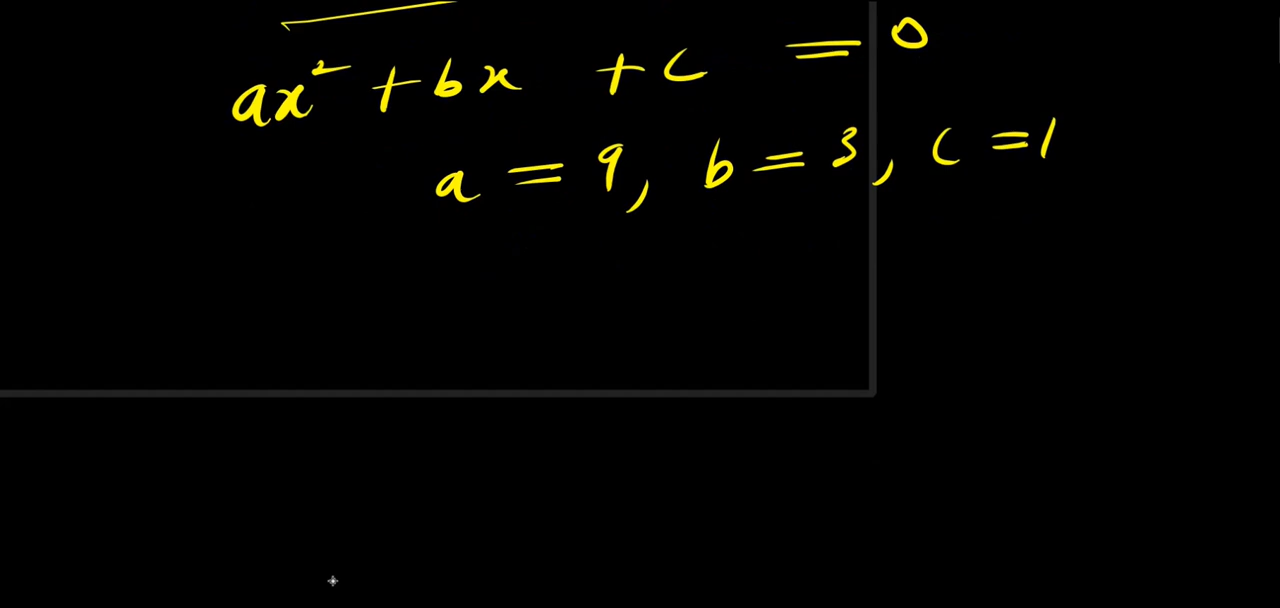 ax² + bx + c = 0
a = 9, b = 3, c = 1